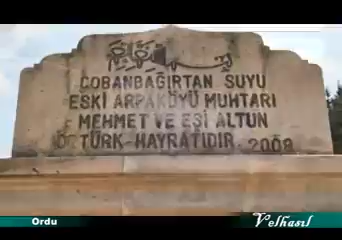 ÇOBANBAĞIRTAN SUYU
ESKİ ARPAKÖYÜ MUHTARI
MEHMET VE EŞİ ALTUN
ÖZTÜRK HAYRATIDIR. 2008
Ordu
Velhasıl